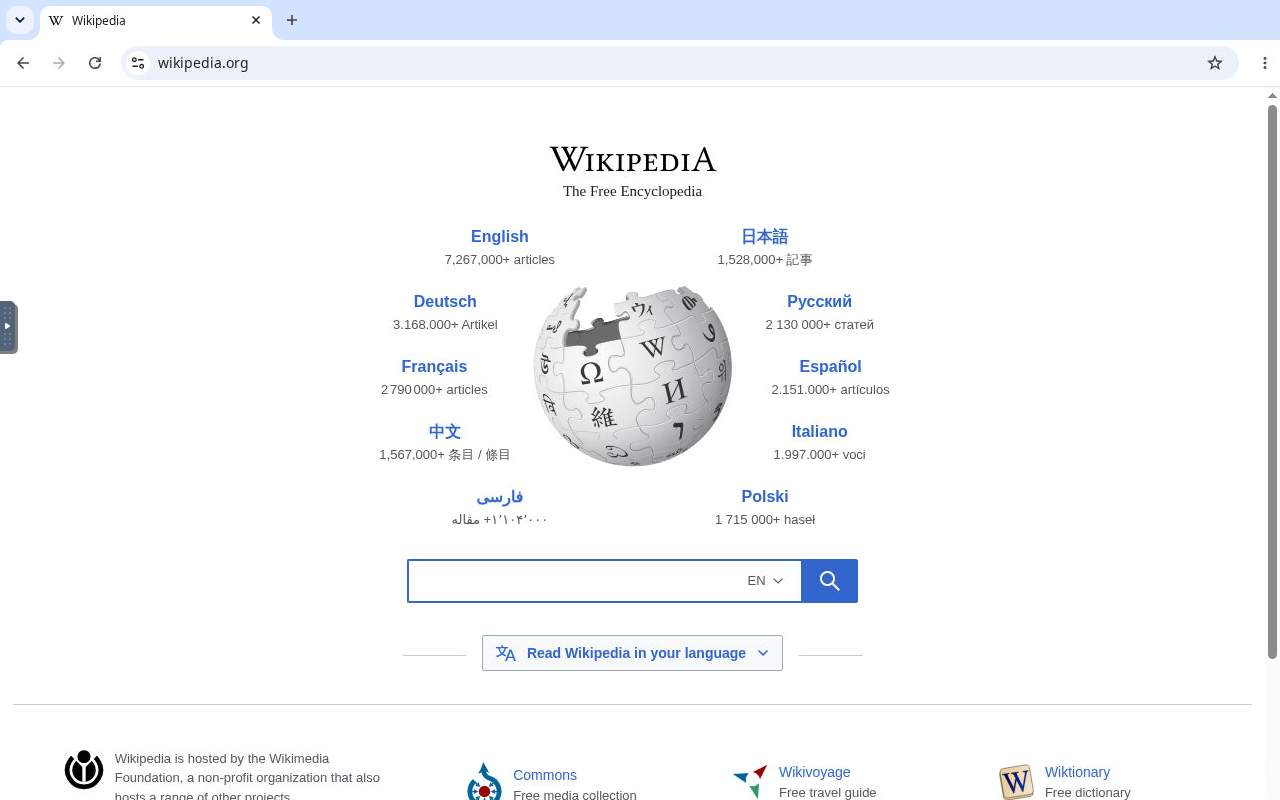 Wikipedia
wikipedia.org
WIKIPEDIA
The Free Encyclopedia
English
7,267,000+ articles
日本語
1,528,000+ 記事
Deutsch
3.168.000+ Artikel
Русский
2 130 000+ статей
Français
2 790 000+ articles
Español
2.151.000+ artículos
中文
1,567,000+ 条目 / 條目
Italiano
1.997.000+ voci
فارسی
۱٬۱۰۴٬۰۰۰+ مقاله
Polski
1 715 000+ haseł
Ω
W
И
維
ウィ
EN
Read Wikipedia in your language
Wikipedia is hosted by the Wikimedia
Foundation, a non-profit organization that also
hosts a range of other projects.
Commons
Free media collection
Wikivoyage
Free travel guide
W
Wiktionary
Free dictionary